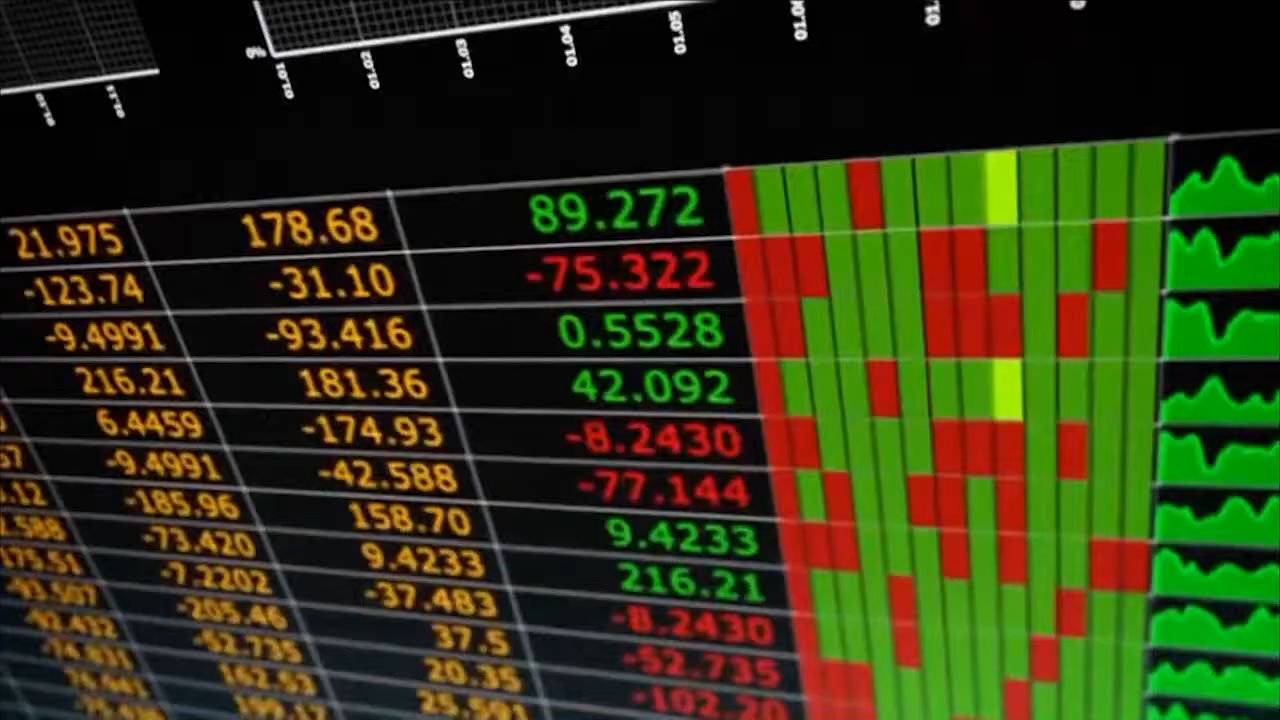 % 01.01 01.02 01.03 01.04 01.05
21.975 178.68 89.272
-123.74 -31.10 -75.322
-9.4991 -93.416 0.5528
216.21 181.36 42.092
6.4459 -174.93 -8.2430
-9.4991 -42.588 -77.144
-185.96 158.70 9.4233
-73.420 9.4233 216.21
-7.2202 -37.483 -8.2430
-205.46 37.5 -52.735
-52.735 20.35 -102.20
162.53 25.591